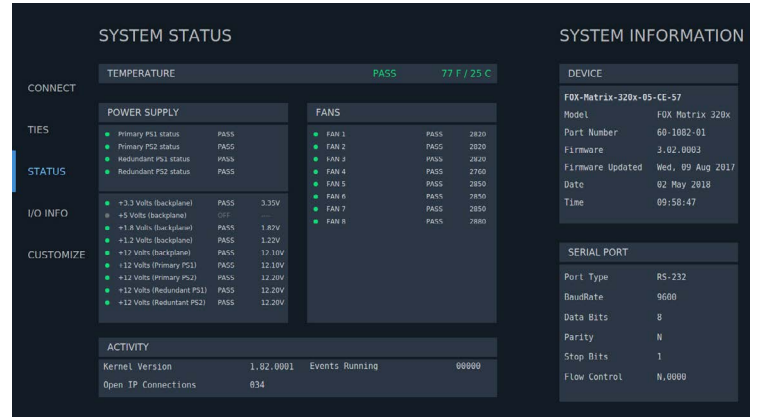 SYSTEM STATUS
SYSTEM INFORMATION
CONNECT
TIES
STATUS
I/O INFO
CUSTOMIZE
TEMPERATURE PASS 77 F / 25 C
POWER SUPPLY
Primary PS1 status PASS
Primary PS2 status PASS
Redundant PS1 status PASS
Redundant PS2 status PASS
+3.3 Volts (backplane) PASS 3.35V
+5 Volts (backplane) OFF ---
+1.8 Volts (backplane) PASS 1.82V
+1.2 Volts (backplane) PASS 1.22V
+12 Volts (backplane) PASS 12.10V
+12 Volts (Primary PS1) PASS 12.10V
+12 Volts (Primary PS2) PASS 12.20V
+12 Volts (Redundant PS1) PASS 12.20V
+12 Volts (Reduntant PS2) PASS 12.20V
FANS
FAN 1 PASS 2820
FAN 2 PASS 2820
FAN 3 PASS 2820
FAN 4 PASS 2760
FAN 5 PASS 2850
FAN 6 PASS 2850
FAN 7 PASS 2850
FAN 8 PASS 2880
ACTIVITY
Kernel Version 1.82.0001 Events Running 00000
Open IP Connections 034
DEVICE
FOX-Matrix-320x-05-CE-57
Model FOX Matrix 320x
Part Number 60-1082-01
Firmware 3.02.0003
Firmware Updated Wed, 09 Aug 2017
Date 02 May 2018
Time 09:58:47
SERIAL PORT
Port Type RS-232
BaudRate 9600
Data Bits 8
Parity N
Stop Bits 1
Flow Control N,0000